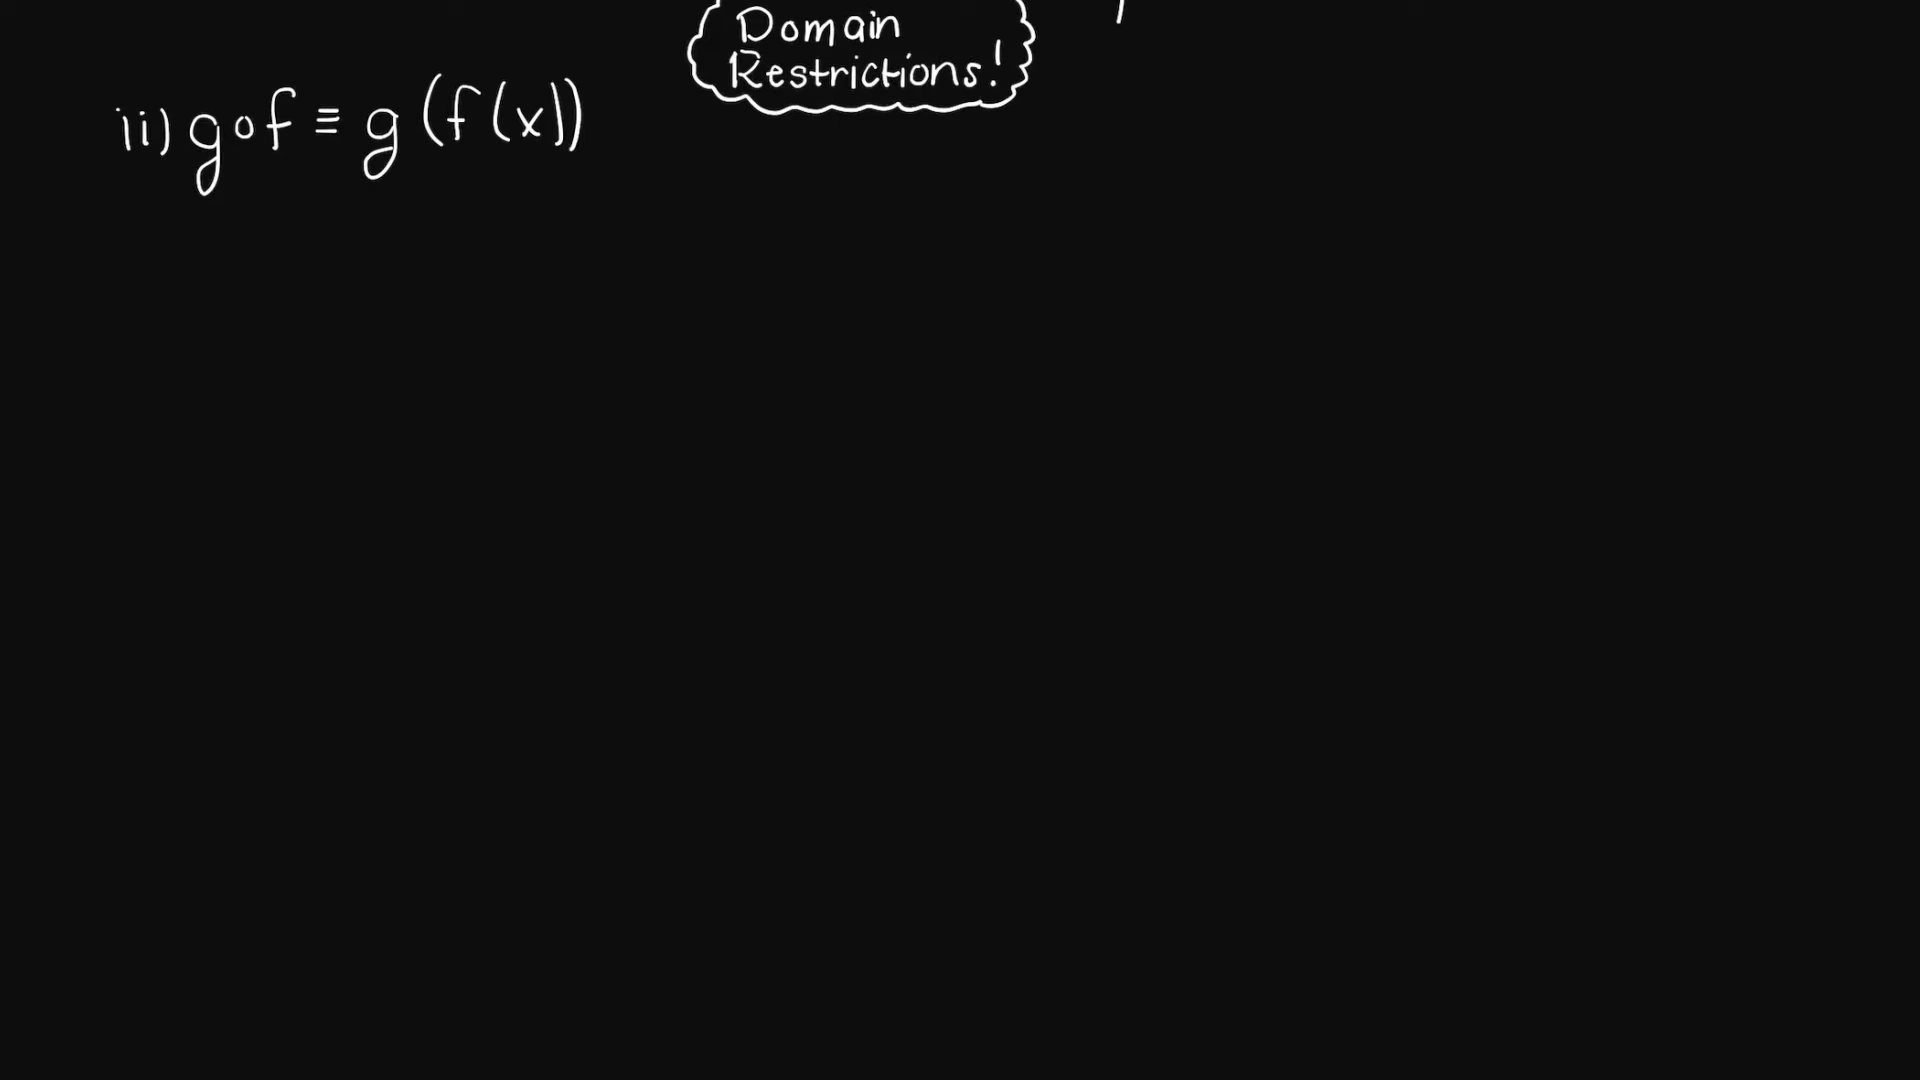 Domain
Restrictions!
ii) g∘f ≡ g(f(x))